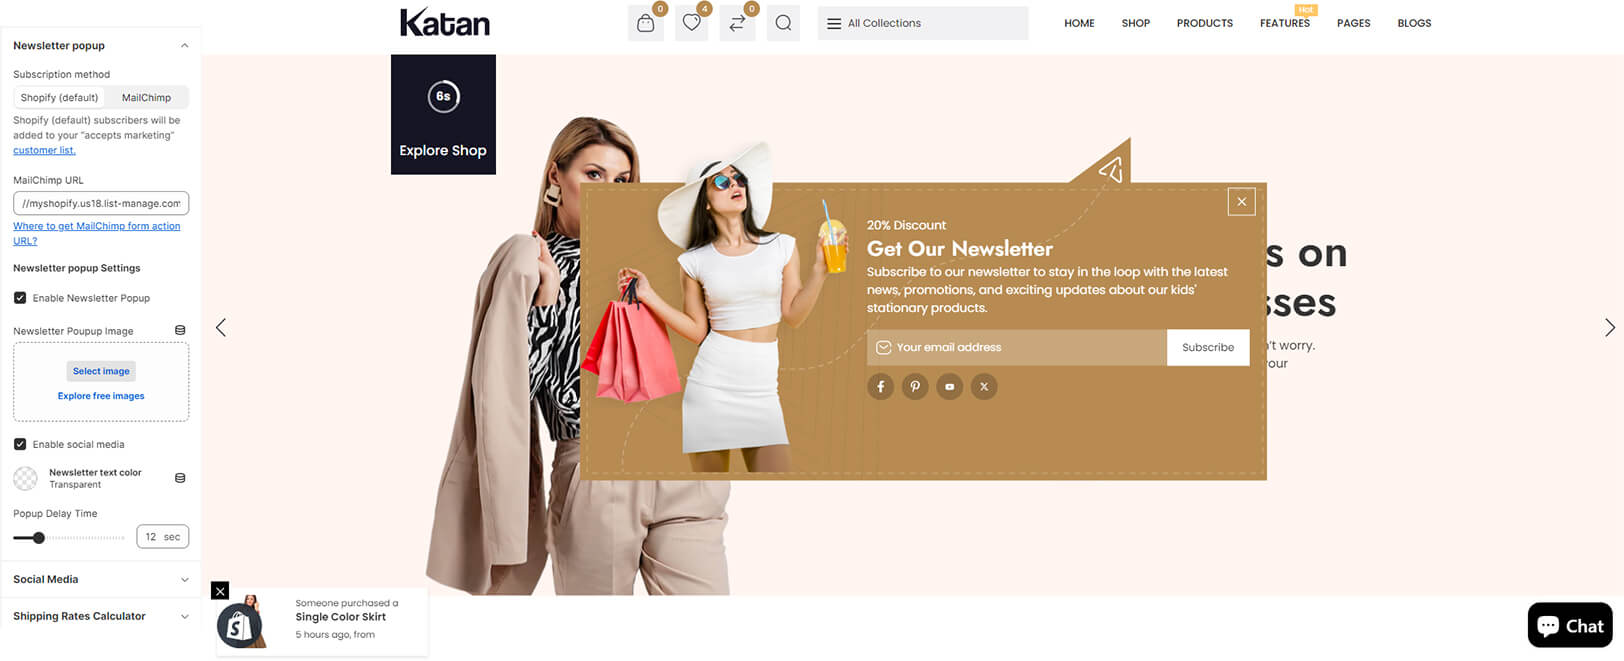 Newsletter popup
Subscription method
Shopify (default)
MailChimp
Shopify (default) subscribers will be
added to your "accepts marketing"
customer list.
MailChimp URL
//myshopify.us18.list-manage.com
Where to get MailChimp form action
URL?
Newsletter popup Settings
Enable Newsletter Popup
Newsletter Poupup Image
Select image
Explore free images
Enable social media
Newsletter text color
Transparent
Popup Delay Time
12 sec
Social Media
Shipping Rates Calculator
Katan
0
4
0
All Collections
HOME
SHOP
PRODUCTS
Hot
FEATURES
PAGES
BLOGS
6s
Explore Shop
20% Discount
Get Our Newsletter
Subscribe to our newsletter to stay in the loop with the latest
news, promotions, and exciting updates about our kids'
stationary products.
Your email address
Subscribe
s on
sses
't worry.
your
Someone purchased a
Single Color Skirt
5 hours ago, from
Chat